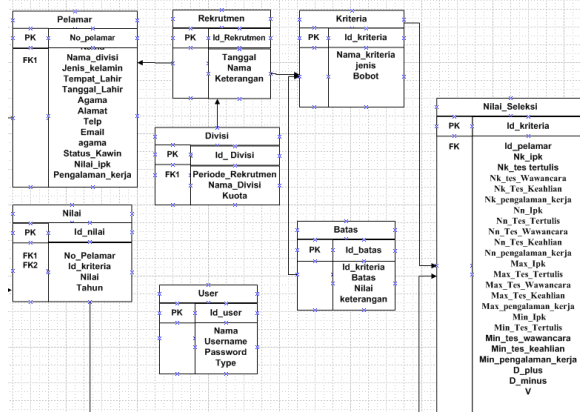 Pelamar
PK No_pelamar
FK1
Nama_divisi
Jenis_kelamin
Tempat_Lahir
Tanggal_Lahir
Agama
Alamat
Telp
Email
agama
Status_Kawin
Nilai_ipk
Pengalaman_kerja
Rekrutmen
PK Id_Rekrutmen
Tanggal
Nama
Keterangan
Kriteria
PK Id_kriteria
Nama_kriteria
jenis
Bobot
Divisi
PK Id_ Divisi
FK1 Periode_Rekrutmen
Nama_Divisi
Kuota
Nilai_Seleksi
PK Id_kriteria
FK Id_pelamar
Nk_ipk
Nk_tes tertulis
Nk_tes_Wawancara
Nk_Tes_Keahlian
Nk_pengalaman_kerja
Nn_Ipk
Nn_Tes_Tertulis
Nn_Tes_Wawancara
Nn_Tes_Keahlian
Nn_pengalaman_kerja
Max_Ipk
Max_Tes_Tertulis
Max_Tes_Wawancara
Max_Tes_Keahlian
Max_pengalaman_kerja
Min_Ipk
Min_Tes_Tertulis
Min_tes_wawancara
Min_tes_keahlian
Min_pengalaman_kerja
D_plus
D_minus
V
Nilai
PK Id_nilai
FK1 No_Pelamar
FK2 Id_kriteria
Nilai
Tahun
Batas
PK Id_batas
Id_kriteria
Batas
Nilai
keterangan
User
PK Id_user
Nama
Username
Password
Type